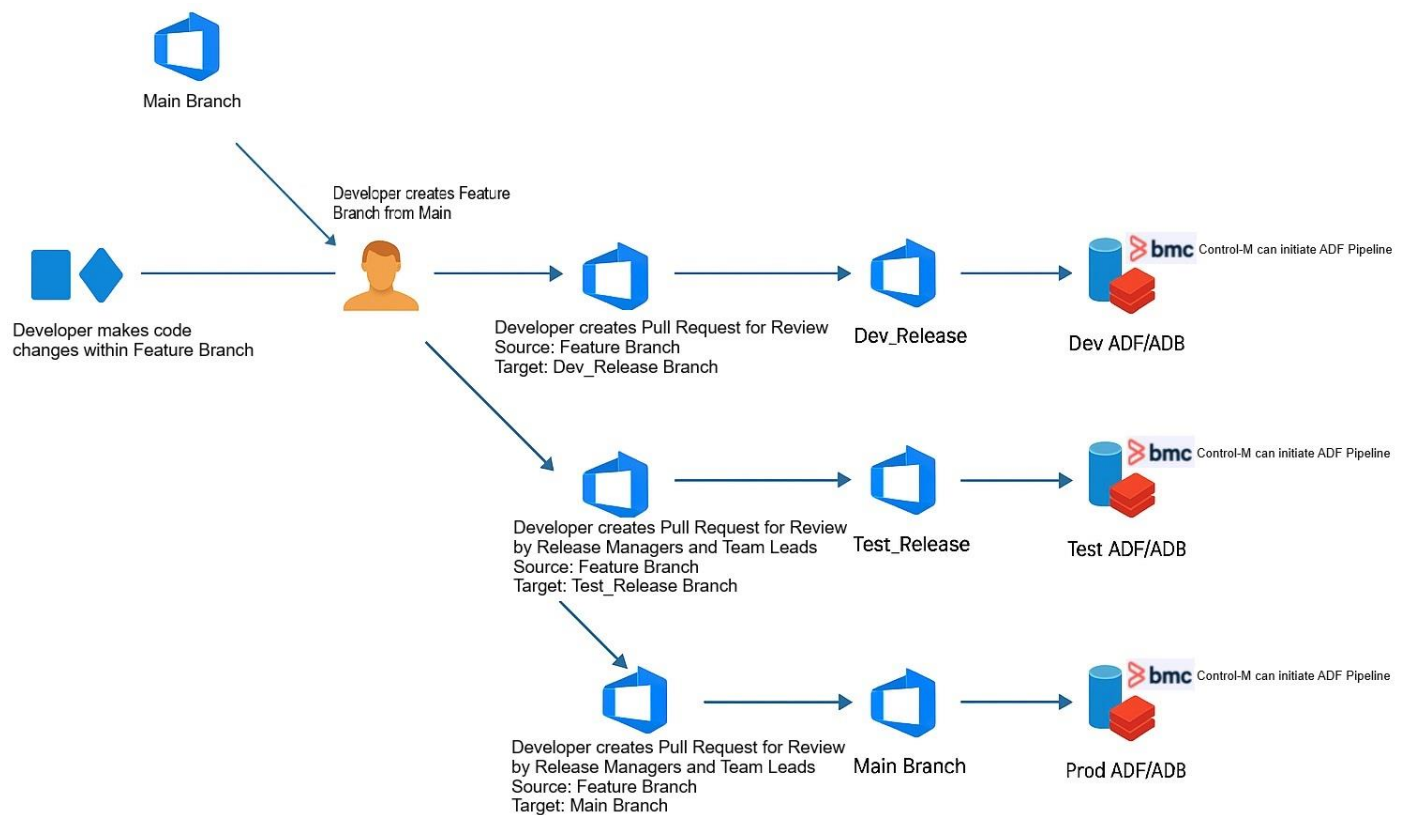 Main Branch
Developer creates Feature
Branch from Main
Developer makes code
changes within Feature Branch
Developer creates Pull Request for Review
Source: Feature Branch
Target: Dev_Release Branch
Dev_Release
bmc
Control-M can initiate ADF Pipeline
Dev ADF/ADB
Developer creates Pull Request for Review
by Release Managers and Team Leads
Source: Feature Branch
Target: Test_Release Branch
Test_Release
bmc
Control-M can initiate ADF Pipeline
Test ADF/ADB
Developer creates Pull Request for Review
by Release Managers and Team Leads
Source: Feature Branch
Target: Main Branch
Main Branch
bmc
Control-M can initiate ADF Pipeline
Prod ADF/ADB